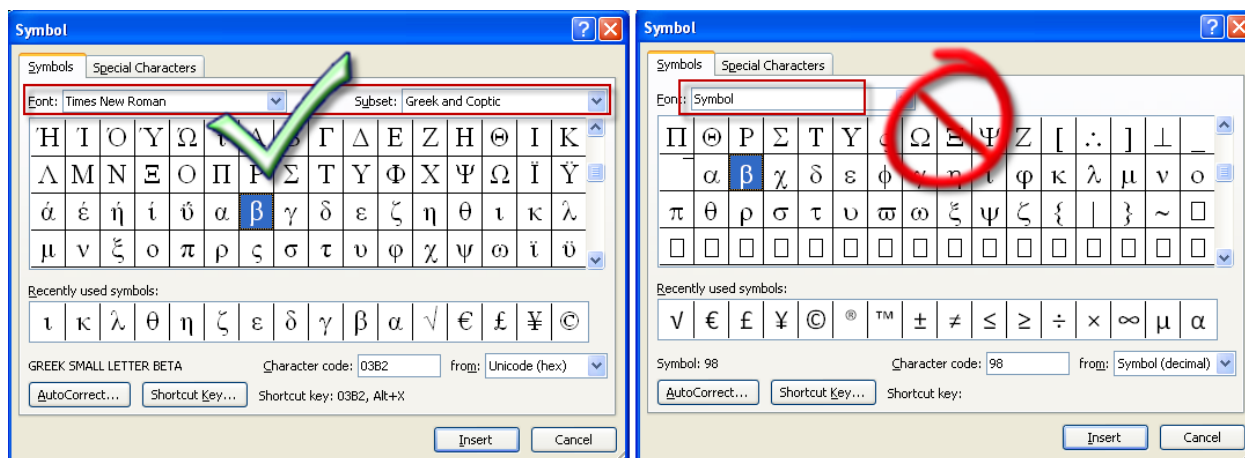 Symbol
Symbols Special Characters
Font: Times New Roman Subset: Greek and Coptic
Ή Ί Ό Ύ Ώ ΐ Α Β Γ Δ Ε Ζ Η Θ Ι Κ
Λ Μ Ν Ξ Ο Π Ρ Σ Τ Υ Φ Χ Ψ Ω Ϊ Ϋ
ά έ ή ί ΰ α β γ δ ε ζ η θ ι κ λ
μ ν ξ ο π ρ ς σ τ υ φ χ ψ ω ϊ ϋ
Recently used symbols:
ι κ λ θ η ζ ε δ γ β α √ € £ ¥ ©
GREEK SMALL LETTER BETA Character code: 03B2 from: Unicode (hex)
AutoCorrect... Shortcut Key... Shortcut key: 03B2, Alt+X
Insert Cancel
Symbol
Symbols Special Characters
Font: Symbol
Π Θ Ρ Σ Τ Υ ς Ω Ξ Ψ Ζ [ ∴ ] ⊥ _
‾ α β χ δ ε ϕ γ η ι φ κ λ μ ν ο
π θ ρ σ τ υ ϖ ω ξ ψ ζ { | } ~ □
□ □ □ □ □ □ □ □ □ □ □ □ □ □ □ □
Recently used symbols:
√ € £ ¥ © ® ™ ± ≠ ≤ ≥ ÷ × ∞ µ α
Symbol: 98 Character code: 98 from: Symbol (decimal)
AutoCorrect... Shortcut Key... Shortcut key:
Insert Cancel